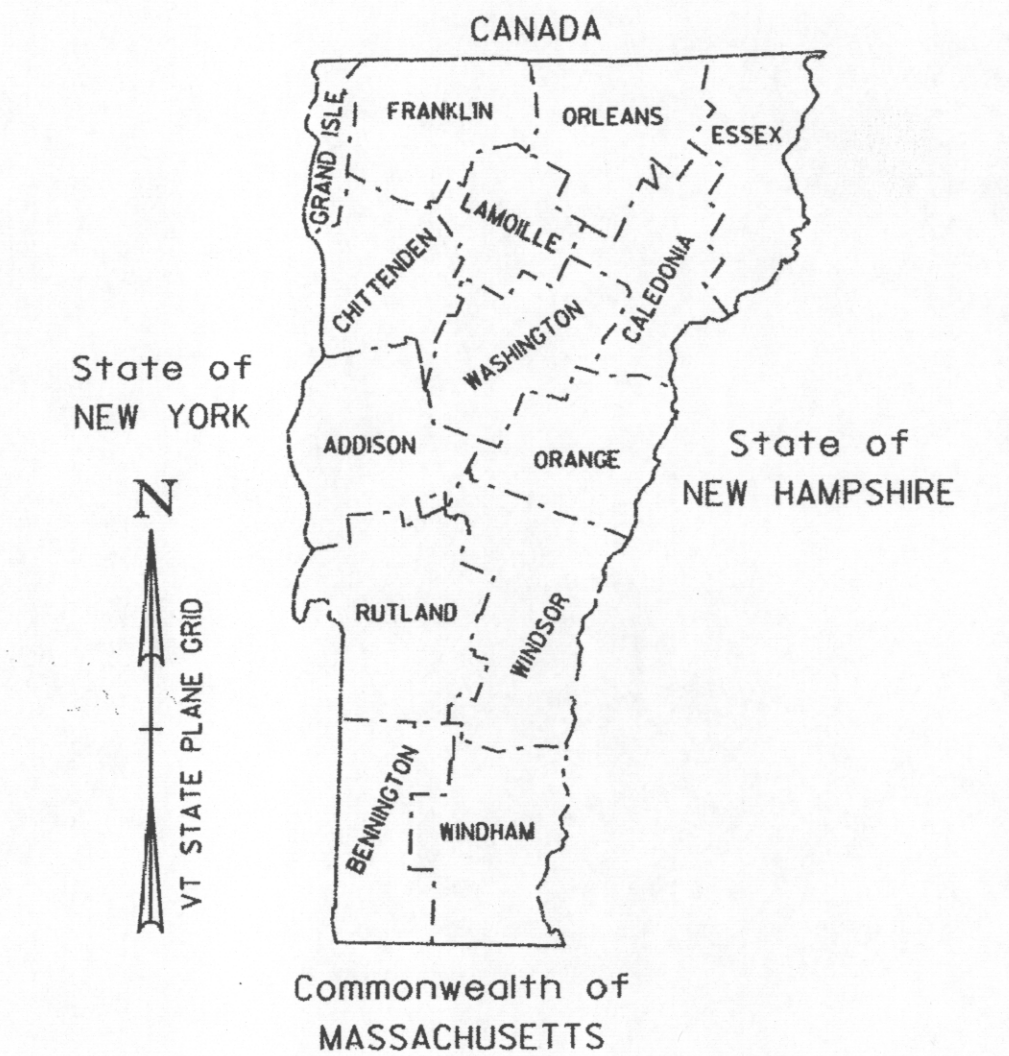 CANADA
GRAND ISLE
FRANKLIN
ORLEANS
ESSEX
LAMOILLE
CHITTENDEN
CALEDONIA
WASHINGTON
State of
NEW YORK
ADDISON
ORANGE
State of
NEW HAMPSHIRE
N
VT STATE PLANE GRID
RUTLAND
WINDSOR
BENNINGTON
WINDHAM
Commonwealth of
MASSACHUSETTS